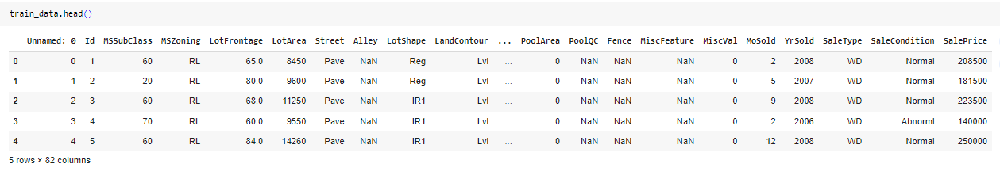 train_data.head()
Unnamed: 0 Id MSSubClass MSZoning LotFrontage LotArea Street Alley LotShape LandContour ... PoolArea PoolQC Fence MiscFeature MiscVal MoSold YrSold SaleType SaleCondition SalePrice
0 0 1 60 RL 65.0 8450 Pave NaN Reg Lvl ... 0 NaN NaN NaN 0 2 2008 WD Normal 208500
1 1 2 20 RL 80.0 9600 Pave NaN Reg Lvl ... 0 NaN NaN NaN 0 5 2007 WD Normal 181500
2 2 3 60 RL 68.0 11250 Pave NaN IR1 Lvl ... 0 NaN NaN NaN 0 9 2008 WD Normal 223500
3 3 4 70 RL 60.0 9550 Pave NaN IR1 Lvl ... 0 NaN NaN NaN 0 2 2006 WD Abnorml 140000
4 4 5 60 RL 84.0 14260 Pave NaN IR1 Lvl ... 0 NaN NaN NaN 0 12 2008 WD Normal 250000
5 rows × 82 columns